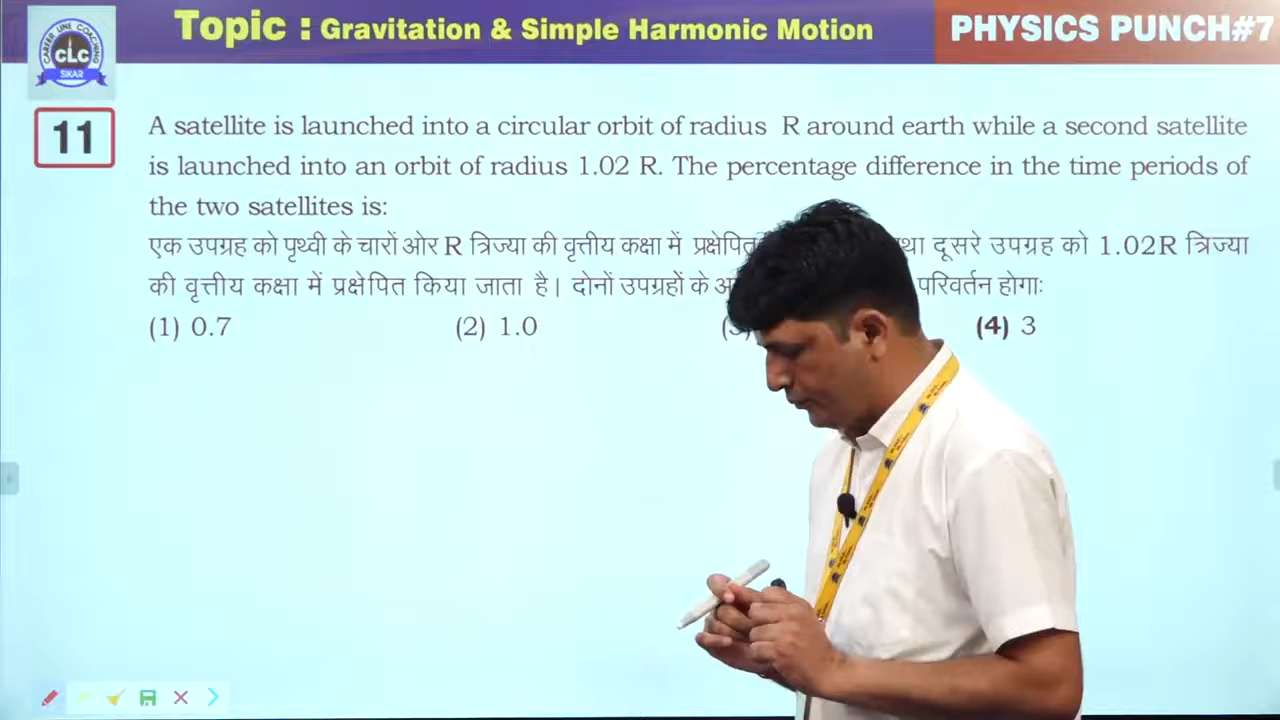 Topic : Gravitation & Simple Harmonic Motion
PHYSICS PUNCH#7
CAREER LINE COACHING
CLC
SIKAR
11
A satellite is launched into a circular orbit of radius R around earth while a second satellite
is launched into an orbit of radius 1.02 R. The percentage difference in the time periods of
the two satellites is:
एक उपग्रह को पृथ्वी के चारों ओर R त्रिज्या की वृत्तीय कक्षा में दूसरे उपग्रह को 1.02R त्रिज्या
की वृत्तीय कक्षा में प्रक्षेपित किया जाता है। दोनों उपग्रहों के परिवर्तन होगाः
(1) 0.7 (2) 1.0 (4) 3